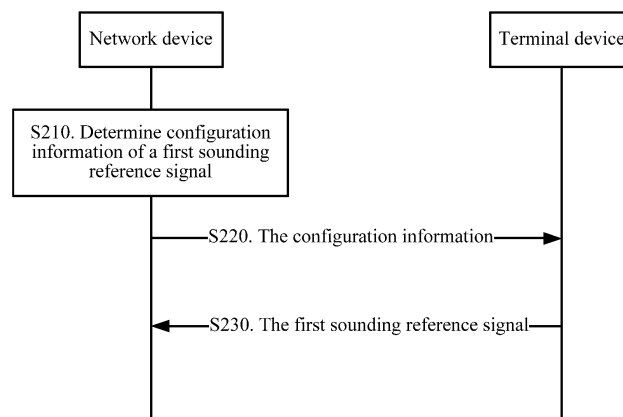 Network device
Terminal device
S210. Determine configuration
information of a first sounding
reference signal
S220. The configuration information
S230. The first sounding reference signal